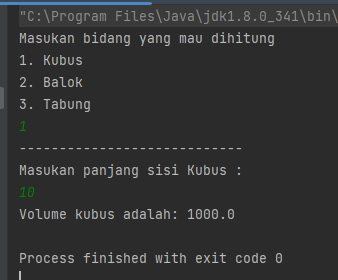 "C:\Program Files\Java\jdk1.8.0_341\bin\
Masukan bidang yang mau dihitung
1. Kubus
2. Balok
3. Tabung
1
----------------------------
Masukan panjang sisi Kubus :
10
Volume kubus adalah: 1000.0
Process finished with exit code 0